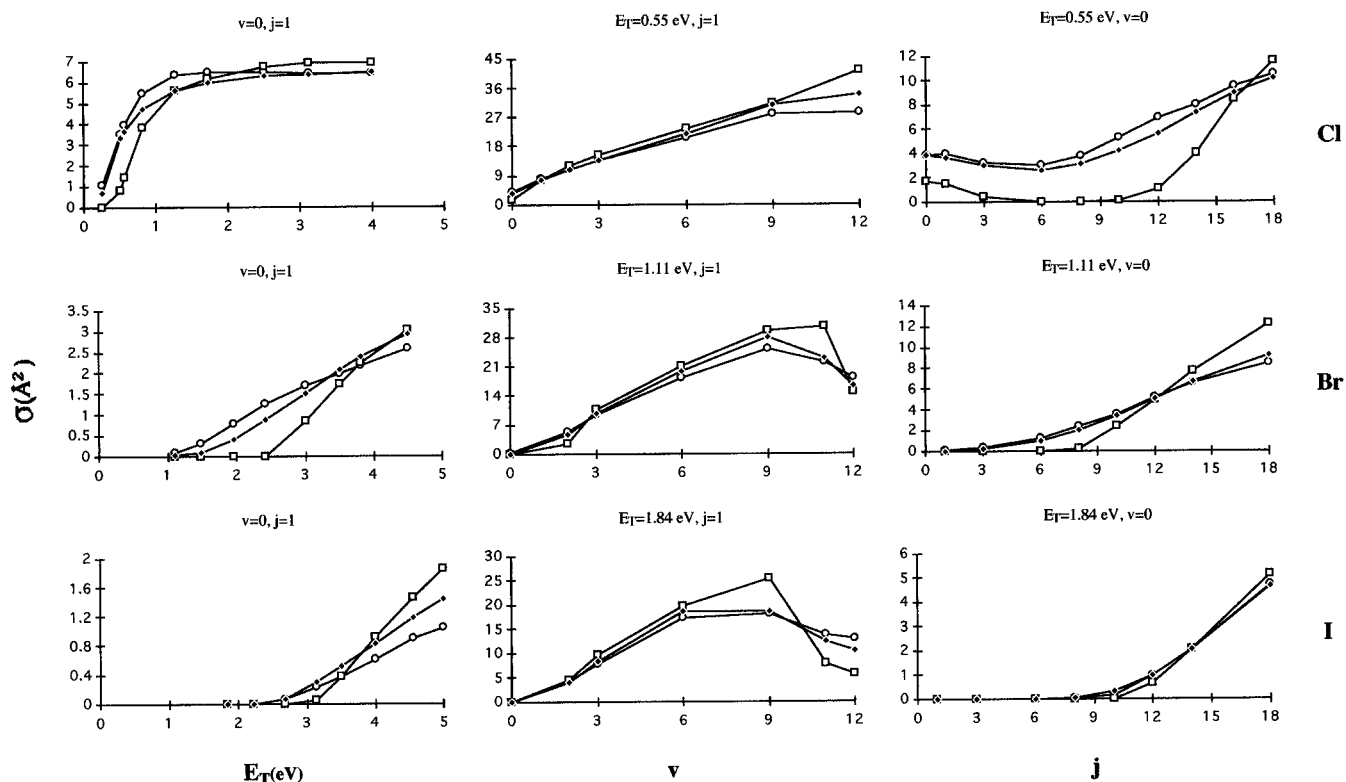 v=0, j=1
E_T=0.55 eV, j=1
E_T=0.55 eV, v=0
7
6
5
4
3
2
1
0
0 1 2 3 4 5
45
36
27
18
9
0
0 3 6 9 12
12
10
8
6
4
2
0
0 3 6 9 12 15 18
Cl
v=0, j=1
E_T=1.11 eV, j=1
E_T=1.11 eV, v=0
σ(Å²)
3.5
3
2.5
2
1.5
1
0.5
0
0 1 2 3 4 5
35
28
21
14
7
0
0 3 6 9 12
14
12
10
8
6
4
2
0
0 3 6 9 12 15 18
Br
v=0, j=1
E_T=1.84 eV, j=1
E_T=1.84 eV, v=0
2
1.6
1.2
0.8
0.4
0
0 1 2 3 4 5
30
25
20
15
10
5
0
0 3 6 9 12
6
5
4
3
2
1
0
0 3 6 9 12 15 18
I
E_T(eV)
v
j